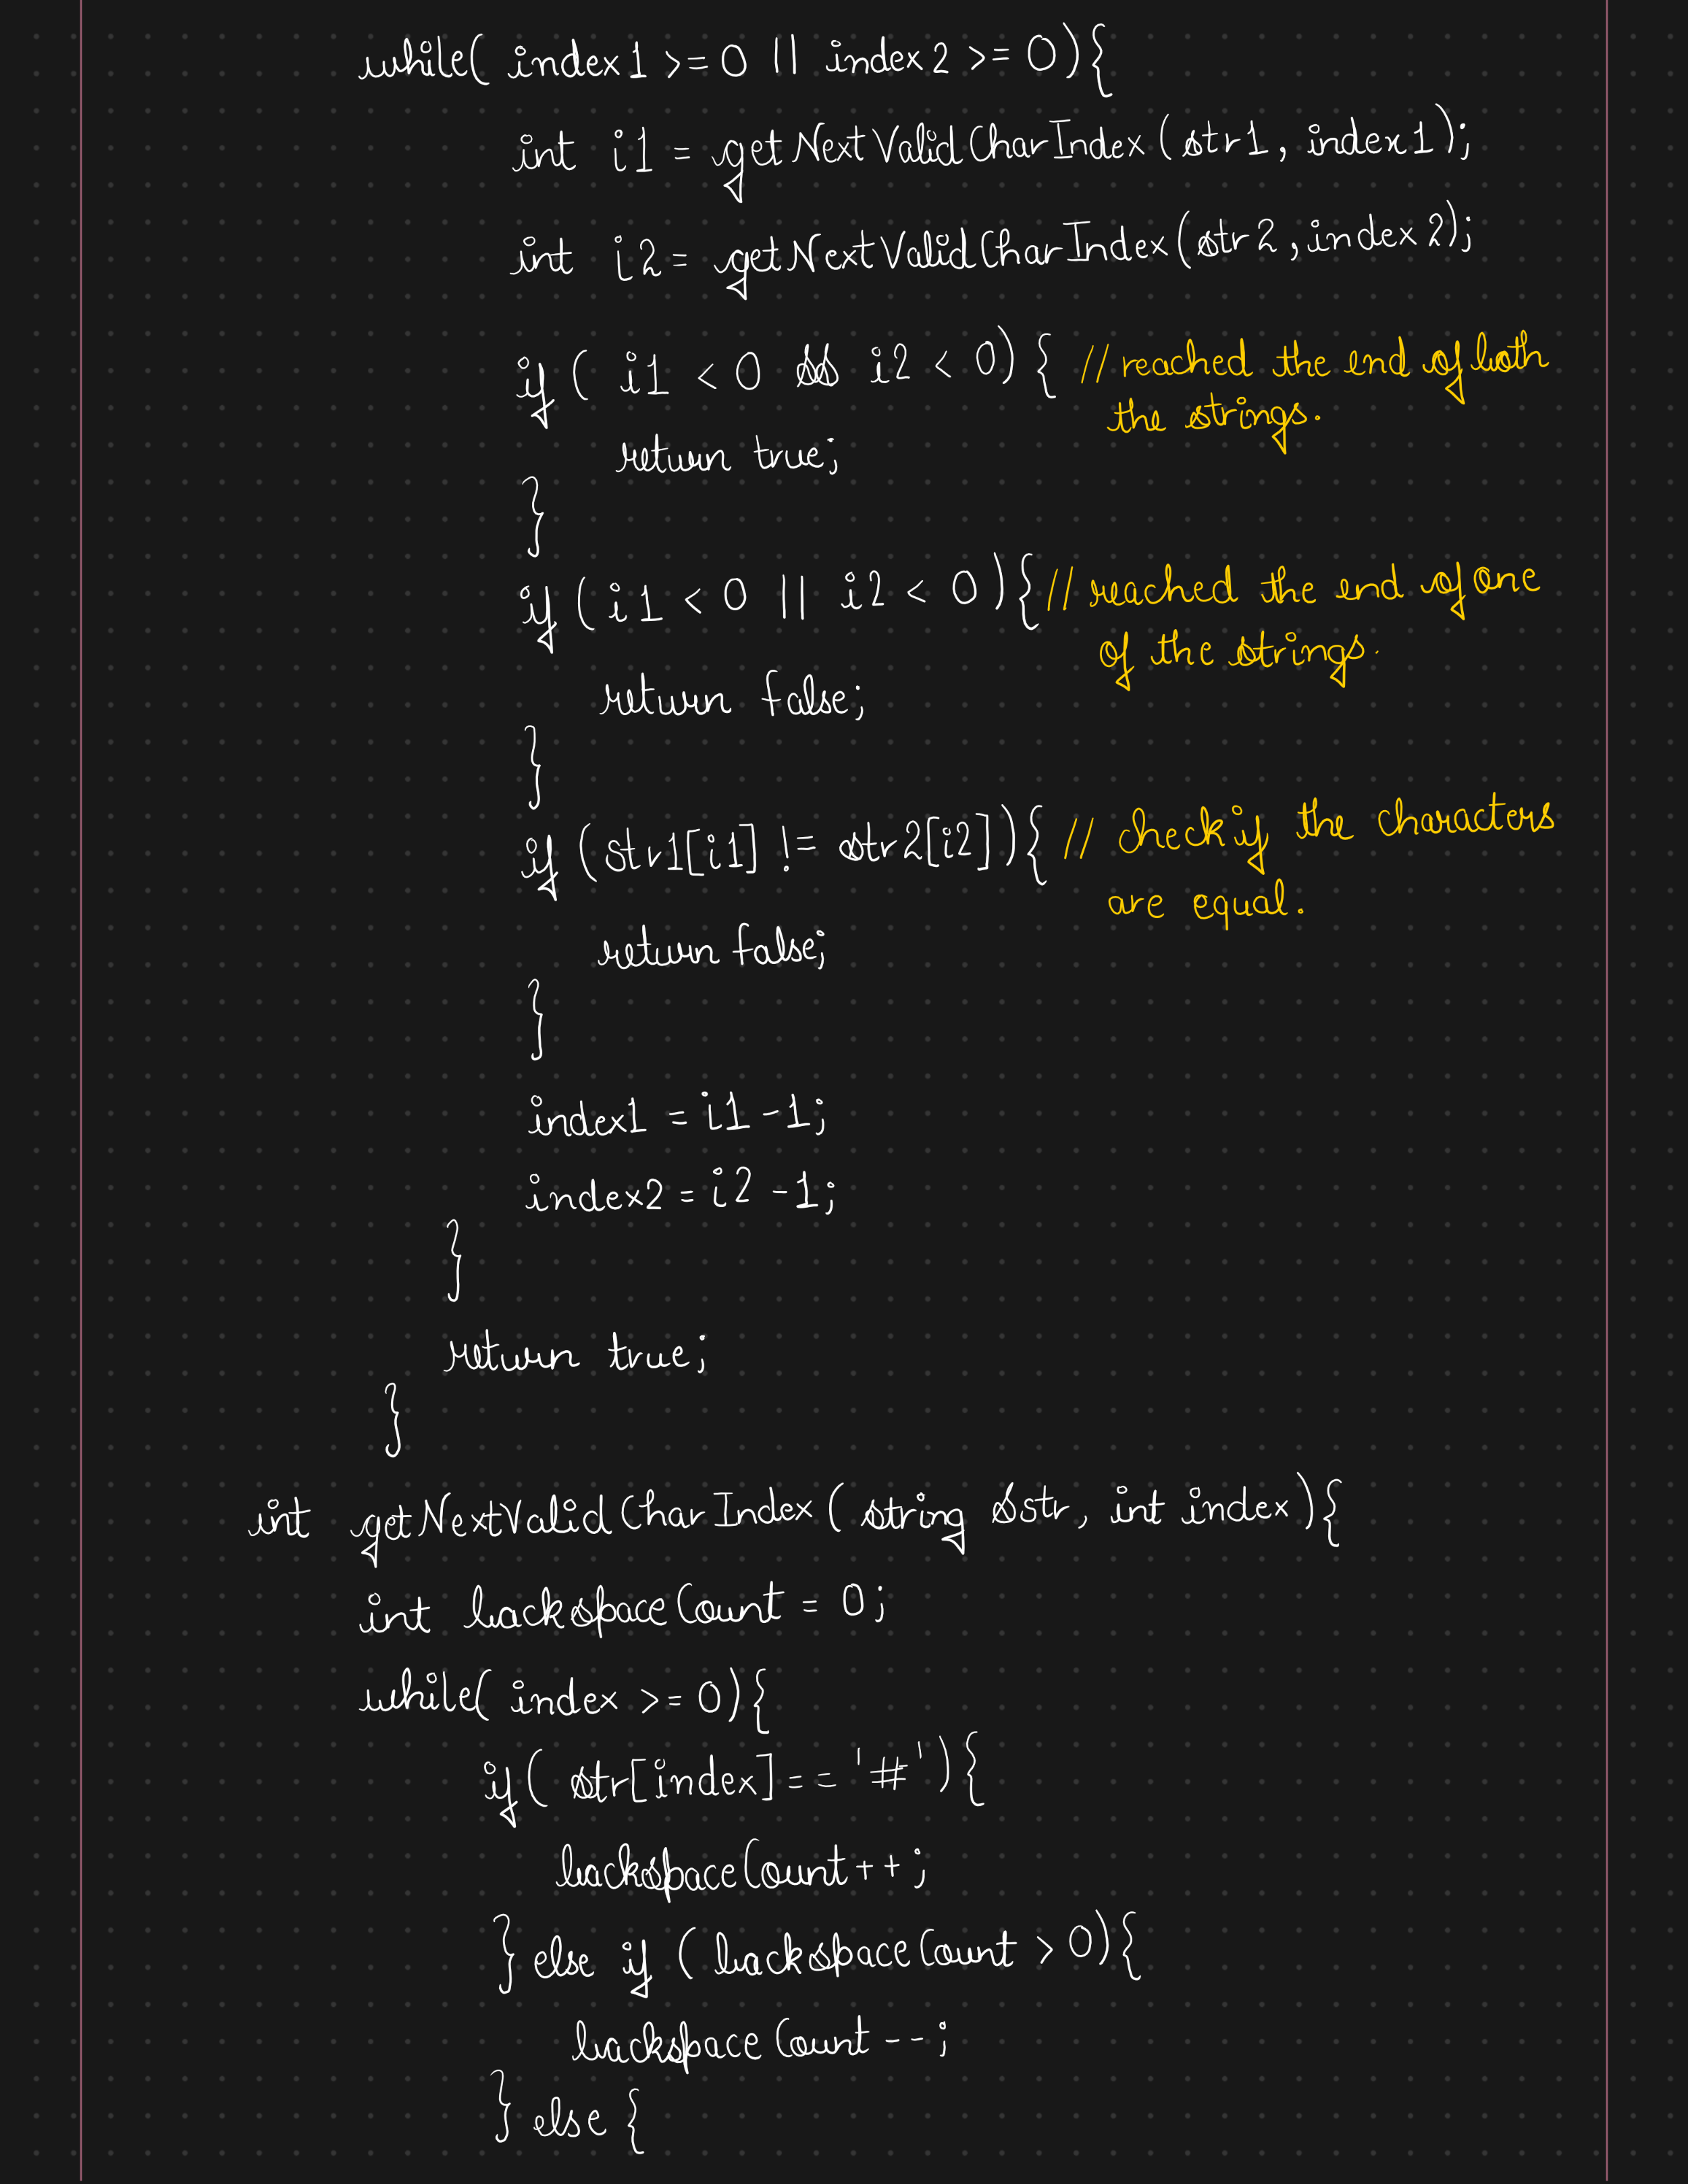 while( index1 >= 0 || index2 >= 0){
int i1 = getNextValidCharIndex(str1, index1);
int i2 = getNextValidCharIndex(str2, index2);
if( i1 < 0 && i2 < 0) { // reached the end of both
the strings.
return true;
}
if(i1 < 0 || i2 < 0){ // reached the end of one
of the strings.
return false;
}
if(str1[i1] != str2[i2]){ // check if the characters
are equal.
return false;
}
index1 = i1 - 1;
index2 = i2 - 1;
}
return true;
}
int getNextValidCharIndex( string &str, int index){
int backspaceCount = 0;
while( index >= 0){
if( str[index] == '#'){
backspaceCount++;
} else if (backspaceCount > 0){
backspaceCount--;
} else {